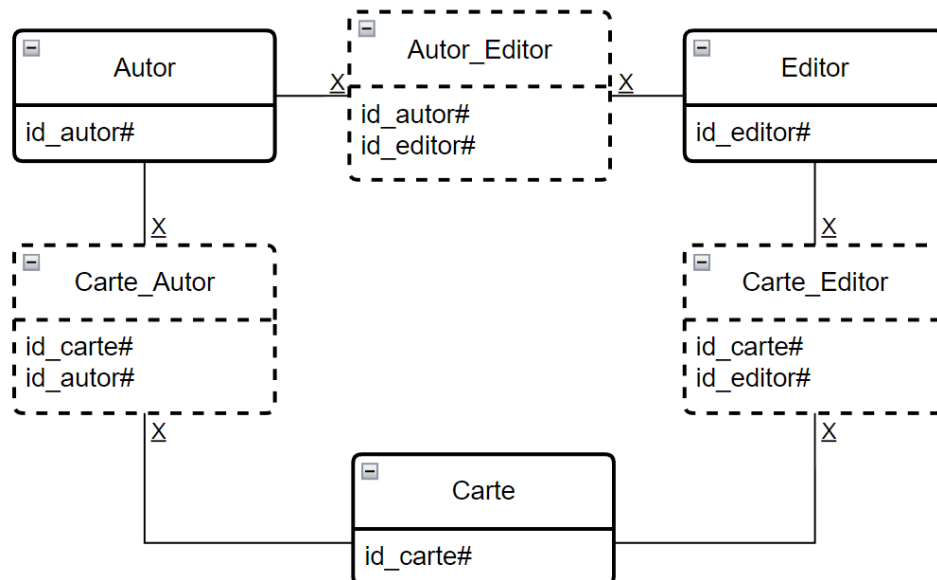 Autor
id_autor#
Autor_Editor
id_autor#
id_editor#
Editor
id_editor#
X
X
X
X
Carte_Autor
id_carte#
id_autor#
Carte_Editor
id_carte#
id_editor#
X
X
Carte
id_carte#